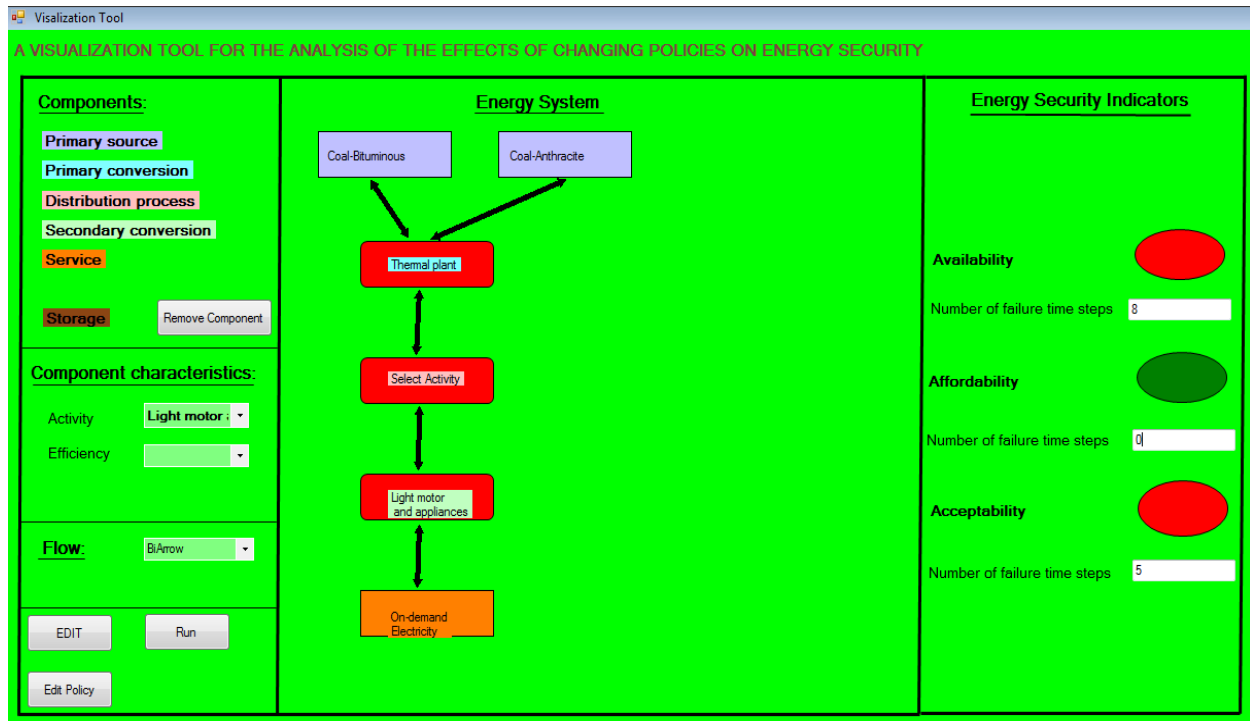 Visalization Tool
A VISUALIZATION TOOL FOR THE ANALYSIS OF THE EFFECTS OF CHANGING POLICIES ON ENERGY SECURITY
Components:
Primary source
Primary conversion
Distribution process
Secondary conversion
Service
Storage
Remove Component
Component characteristics:
Activity
Light motor
Efficiency
Flow:
BiArrow
EDIT
Run
Edit Policy
Energy System
Coal-Bituminous
Coal-Anthracite
Thermal plant
Select Activity
Light motor
and appliances
On-demand
Electricity
Energy Security Indicators
Availability
Number of failure time steps
8
Affordability
Number of failure time steps
0
Acceptability
Number of failure time steps
5